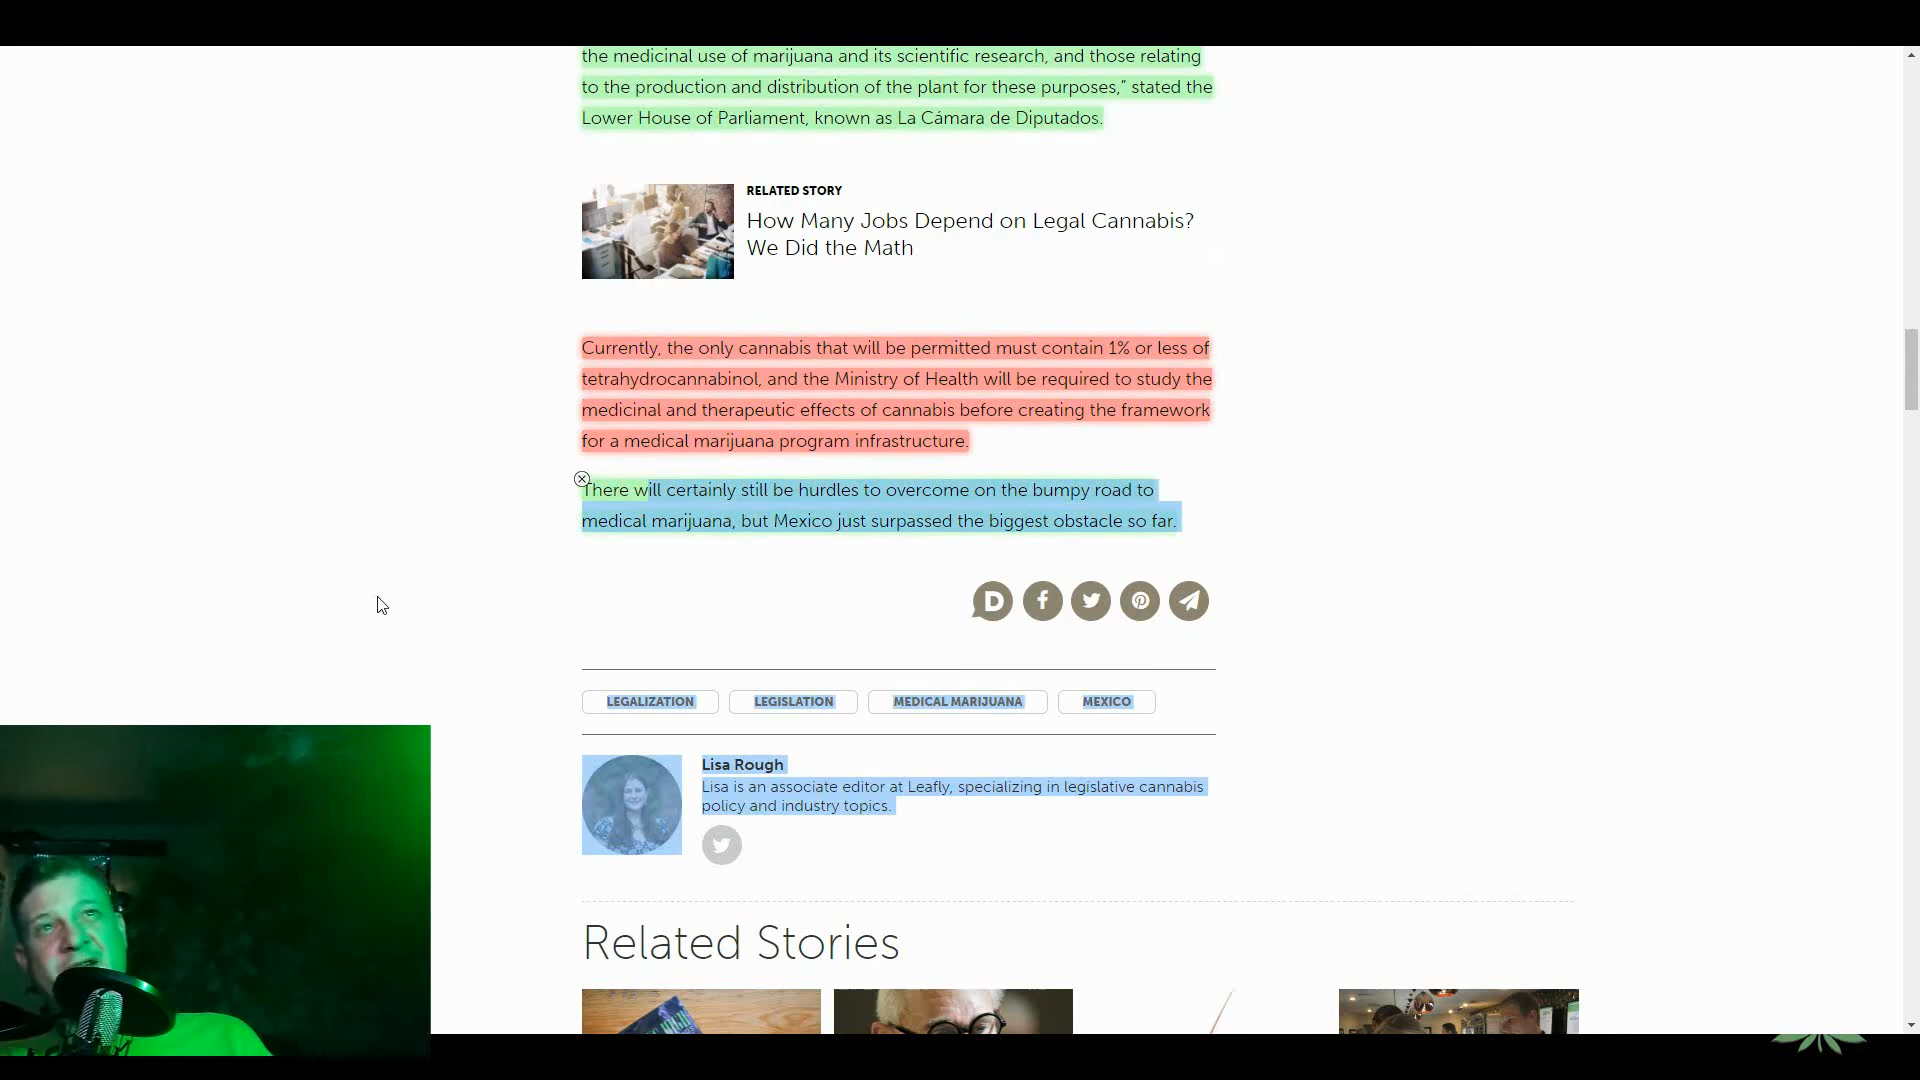 the medicinal use of marijuana and its scientific research, and those relating
to the production and distribution of the plant for these purposes,” stated the
Lower House of Parliament, known as La Cámara de Diputados.
RELATED STORY
How Many Jobs Depend on Legal Cannabis?
We Did the Math
Currently, the only cannabis that will be permitted must contain 1% or less of
tetrahydrocannabinol, and the Ministry of Health will be required to study the
medicinal and therapeutic effects of cannabis before creating the framework
for a medical marijuana program infrastructure.
There will certainly still be hurdles to overcome on the bumpy road to
medical marijuana, but Mexico just surpassed the biggest obstacle so far.
LEGALIZATION
LEGISLATION
MEDICAL MARIJUANA
MEXICO
Lisa Rough
Lisa is an associate editor at Leafly, specializing in legislative cannabis
policy and industry topics.
Related Stories